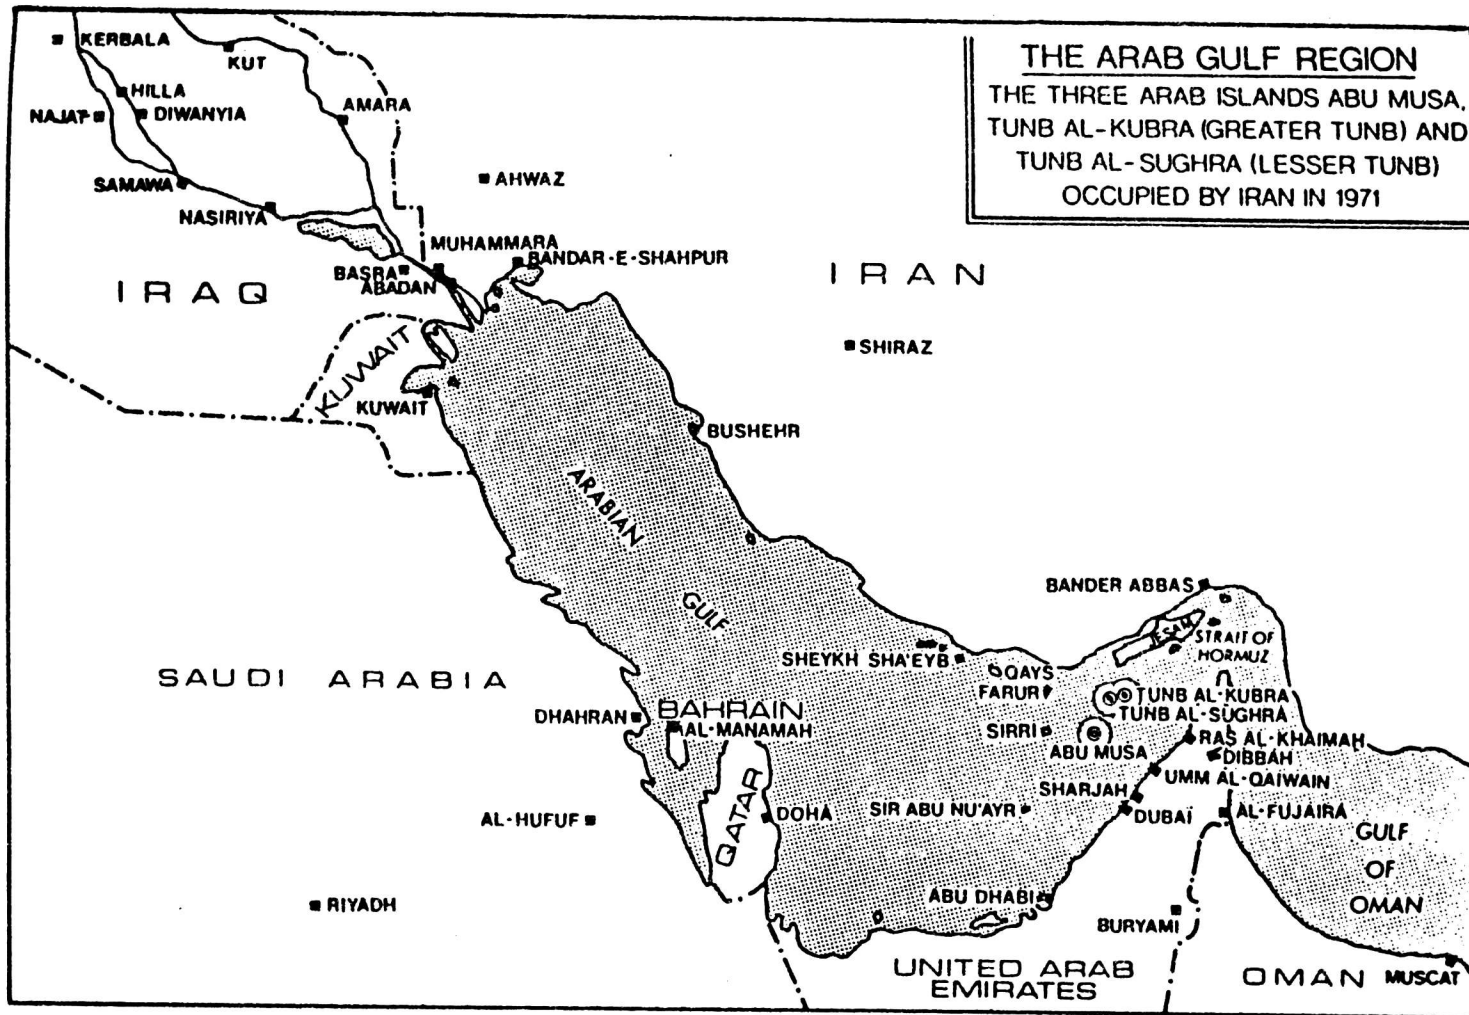 THE ARAB GULF REGION
THE THREE ARAB ISLANDS ABU MUSA,
TUNB AL-KUBRA (GREATER TUNB) AND
TUNB AL-SUGHRA (LESSER TUNB)
OCCUPIED BY IRAN IN 1971
KERBALA
KUT
HILLA
NAJAT
DIWANYIA
AMARA
SAMAWA
AHWAZ
NASIRIYA
MUHAMMARA
BANDAR-E-SHAHPUR
BASRA
ABADAN
IRAQ
IRAN
KUWAIT
SHIRAZ
KUWAIT
BUSHEHR
ARABIAN
GULF
BANDER ABBAS
STRAIT OF
HORMUZ
SHEYKH SHA'EYB
QAYS
FARUR
SAUDI ARABIA
TUNB AL-KUBRA
TUNB AL-SUGHRA
DHAHRAN
BAHRAIN
AL-MANAMAH
SIRRI
ABU MUSA
RAS AL-KHAIMAH
DIBBAH
UMM AL-QAIWAIN
SHARJAH
QATAR
AL-HUFUF
DOHA
SIR ABU NU'AYR
DUBAI
AL-FUJAIRA
GULF
OF
OMAN
RIYADH
ABU DHABI
BURYAMI
UNITED ARAB
EMIRATES
OMAN
MUSCAT